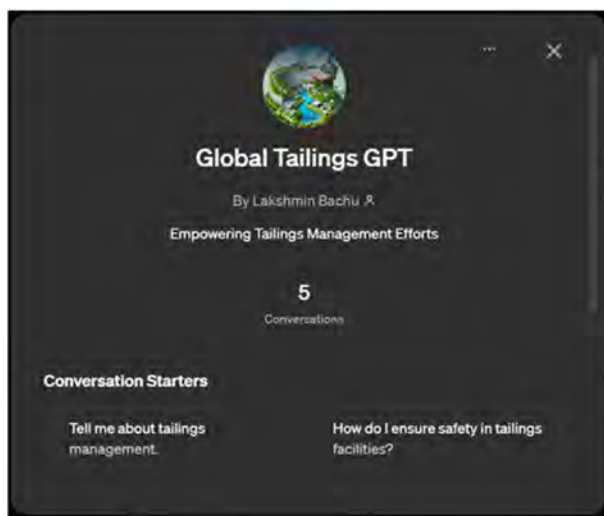 Global Tailings GPT
By Lakshmin Bachu
Empowering Tailings Management Efforts
5
Conversations
Conversation Starters
Tell me about tailings
management.
How do I ensure safety in tailings
facilities?